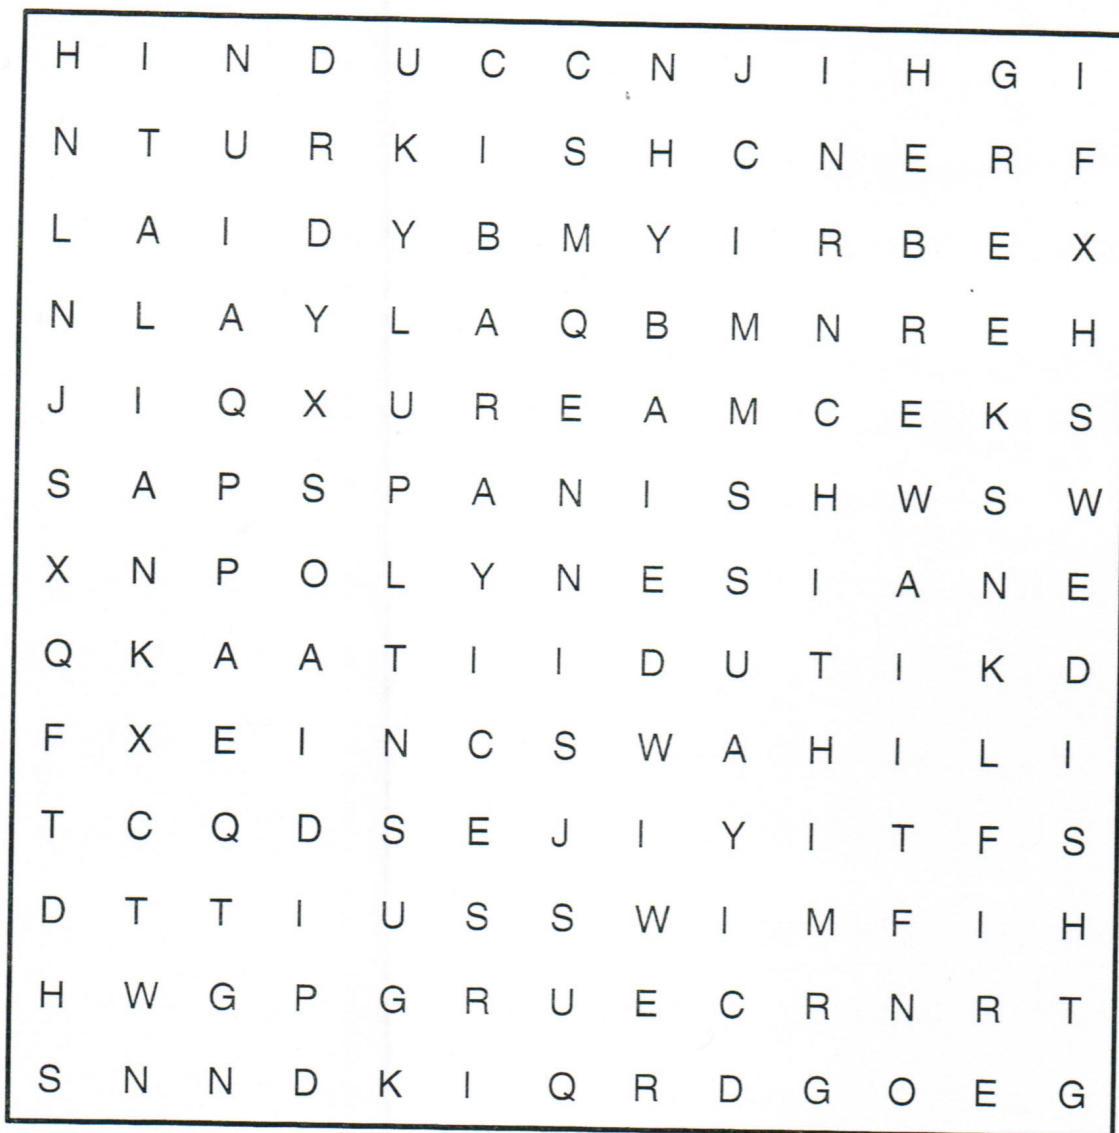 H I N D U C C N J I H G I
N T U R K I S H C N E R F
L A I D Y B M Y I R B E X
N L A Y L A Q B M N R E H
J I Q X U R E A M C E K S
S A P S P A N I S H W S W
X N P O L Y N E S I A N E
Q K A A T I I D U T I K D
F X E I N C S W A H I L I
T C Q D S E J I Y I T F S
D T T I U S S W I M F I H
H W G P G R U E C R N R T
S N N D K I Q R D G O E G